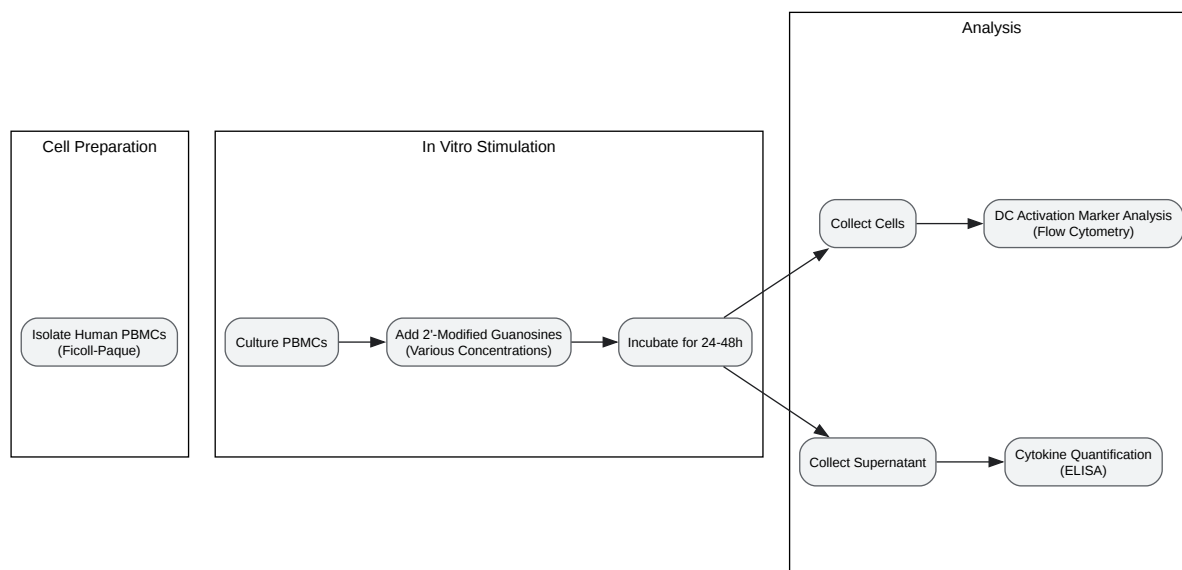 Cell Preparation
Isolate Human PBMCs
(Ficoll-Paque)
In Vitro Stimulation
Culture PBMCs
Add 2'-Modified Guanosines
(Various Concentrations)
Incubate for 24-48h
Analysis
Collect Cells
DC Activation Marker Analysis
(Flow Cytometry)
Collect Supernatant
Cytokine Quantification
(ELISA)